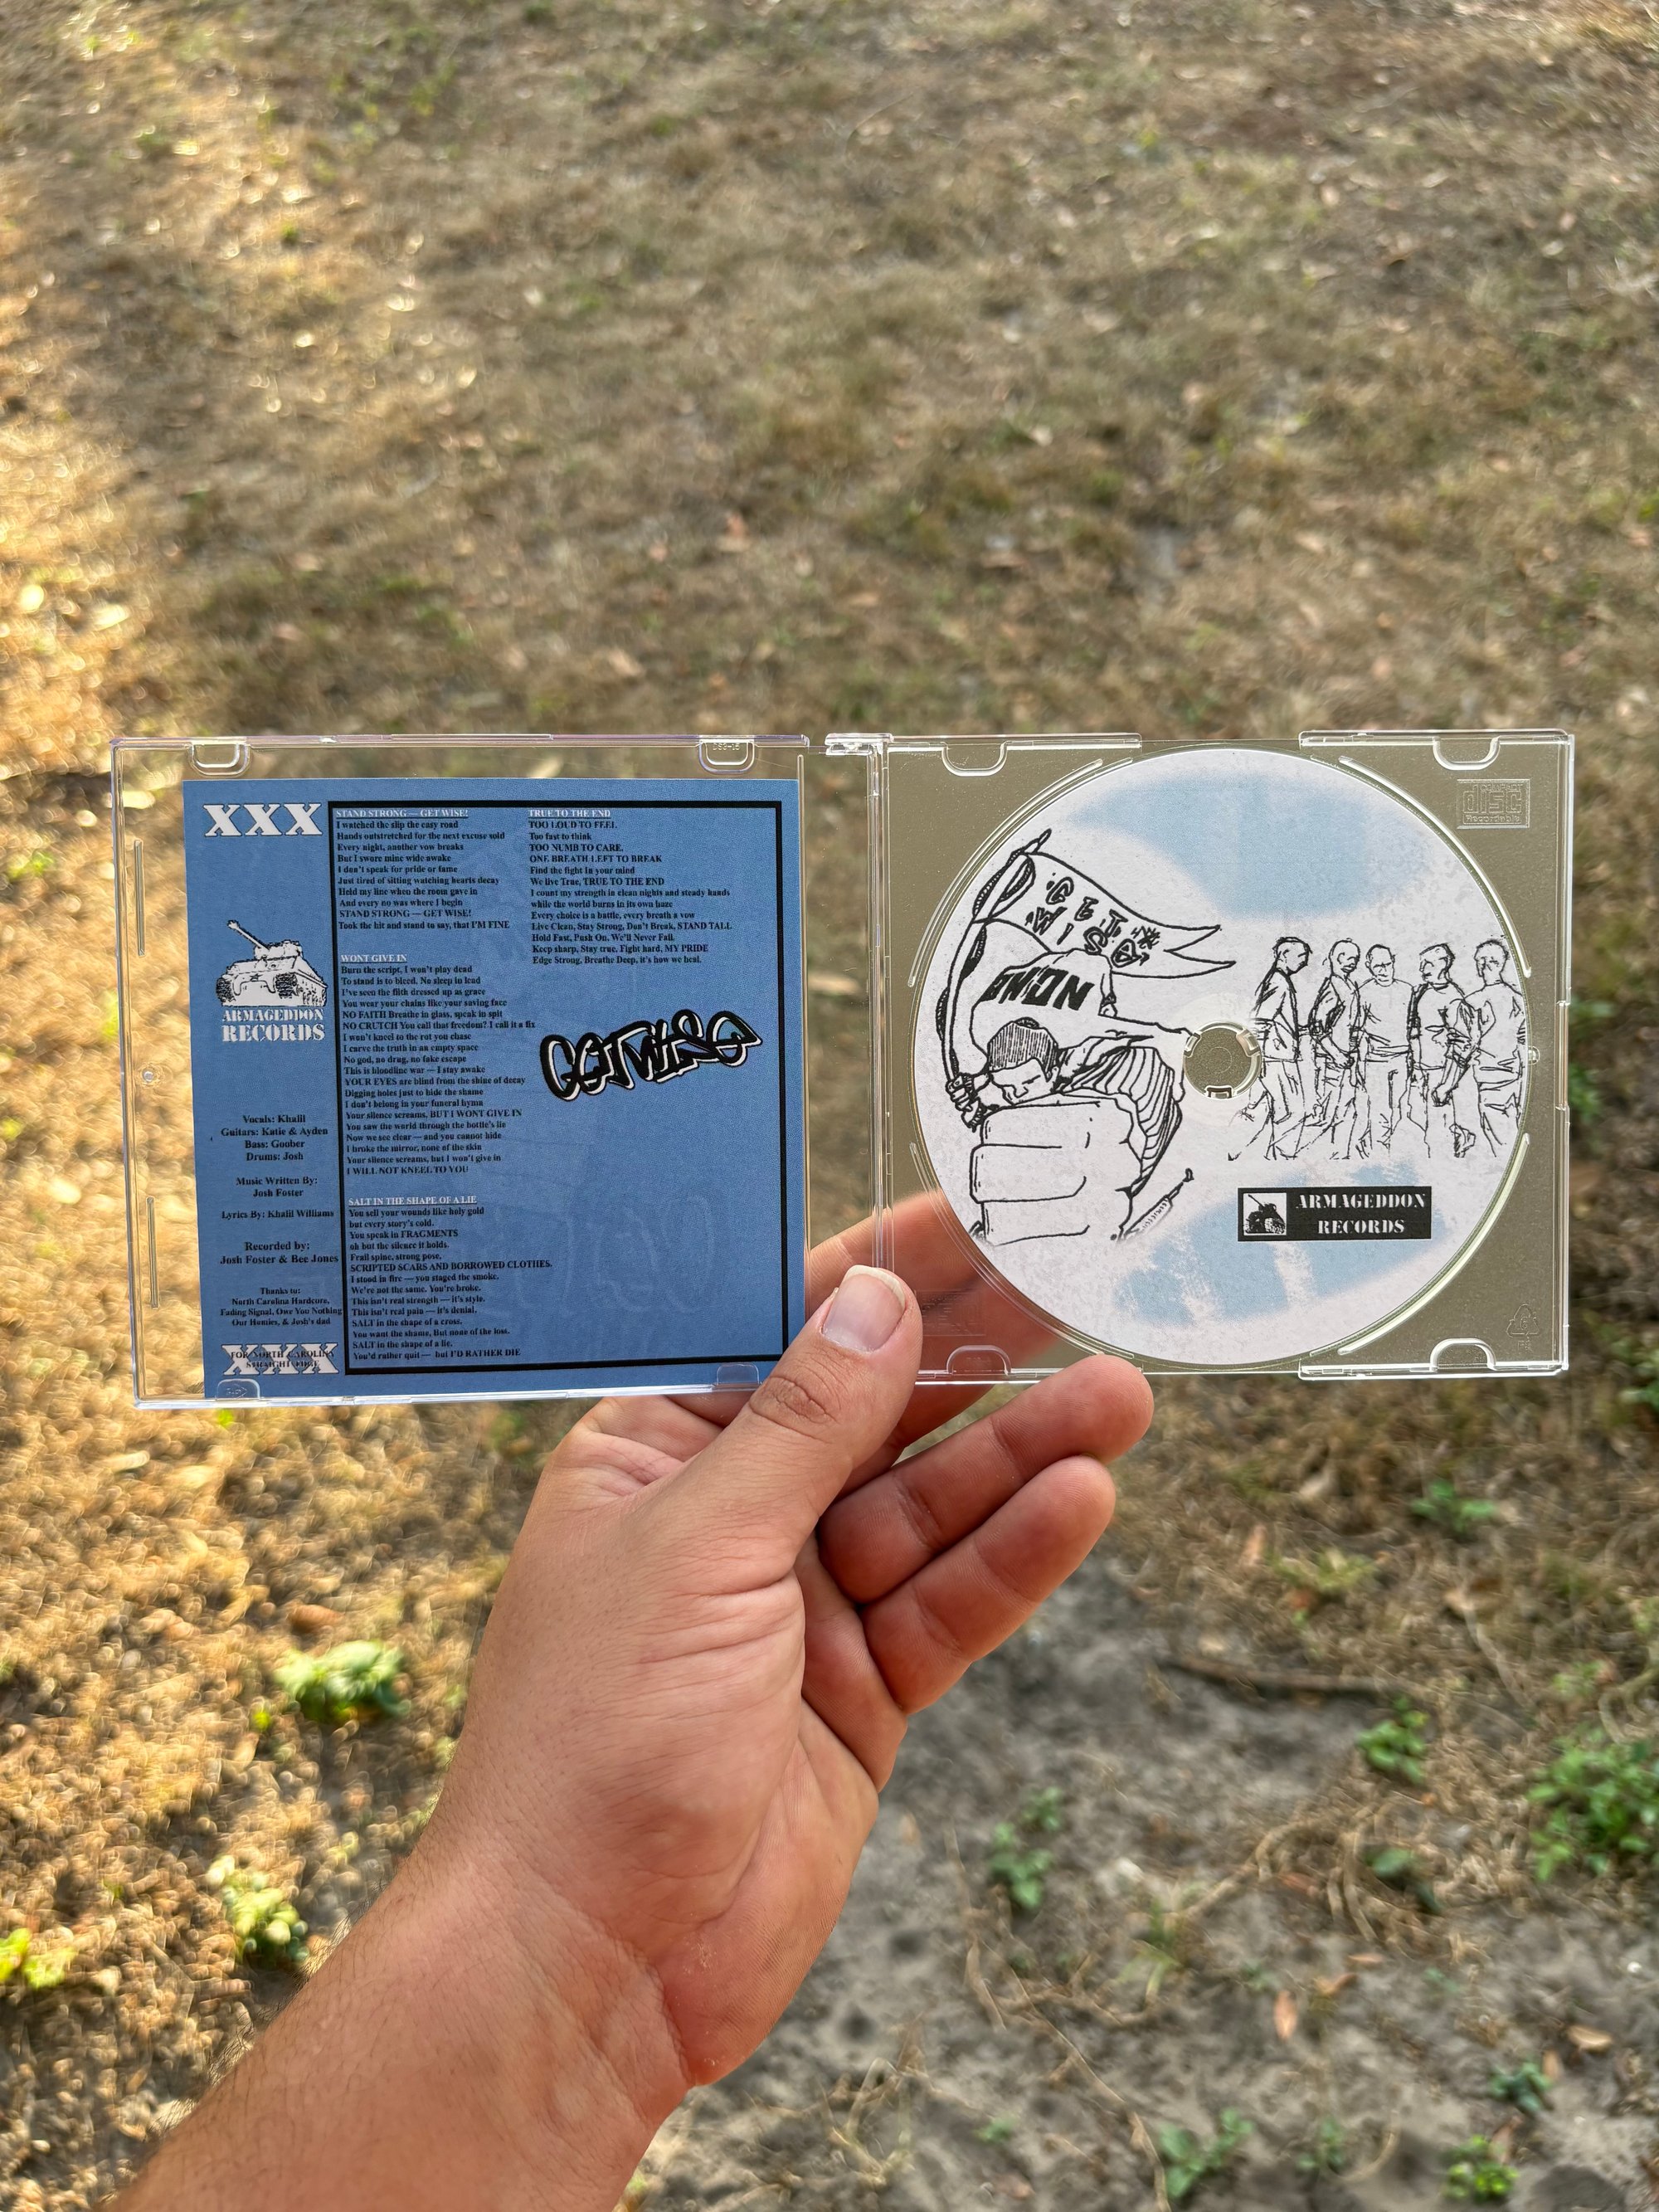 XXX
ARMAGEDDON
RECORDS
Vocals: Khalil
Guitars: Katie & Ayden
Bass: Goober
Drums: Josh
Music Written By:
Josh Foster
Lyrics By: Khalil Williams
Recorded by:
Josh Foster & Bee Jones
Thanks to:
North Carolina Hardcore,
Fading Signal, Owe You Nothing
Our Homies, & Josh's dad
XXX
FOR NORTH CAROLINA
STRAIGHT EDGE
STAND STRONG — GET WISE!
I watched the slip the easy road
Hands outstretched for the next excuse sold
Every night, another vow breaks
But I swore mine wide awake
I don't speak for pride or fame
Just tired of sitting watching hearts decay
Held my line when the room gave in
And every no was where I begin
STAND STRONG — GET WISE!
Took the hit and stand to say, that I'M FINE
WONT GIVE IN
Burn the script, I won't play dead
To stand is to bleed, No sleep in lead
I've seen the filth dressed up as grace
You wear your chains like your saving face
NO FAITH Breathe in glass, speak in spit
NO CRUTCH You call that freedom? I call it a fix
I won't kneel to the rot you chase
I carve the truth in an empty space
No god, no drug, no fake escape
This is bloodline war — I stay awake
YOUR EYES are blind from the shine of decay
Digging holes just to hide the shame
I don't belong in your funeral hymn
Your silence screams, BUT I WONT GIVE IN
You saw the world through the bottle's lie
Now we see clear — and you cannot hide
I broke the mirror, none of the skin
Your silence screams, but I won't give in
I WILL NOT KNEEL TO YOU
SALT IN THE SHAPE OF A LIE
You sell your wounds like holy gold
but every story's cold.
You speak in FRAGMENTS
oh but the silence it holds.
Frail spine, strong pose,
SCRIPTED SCARS AND BORROWED CLOTHES.
I stood in fire — you staged the smoke.
We're not the same. You're broke.
This isn't real strength — it's style.
This isn't real pain — it's denial.
SALT in the shape of a cross.
You want the shame, But none of the loss.
SALT in the shape of a lie.
You'd rather quit — but I'D RATHER DIE
TRUE TO THE END
TOO LOUD TO FEEL
Too fast to think
TOO NUMB TO CARE.
ONE BREATH LEFT TO BREAK
Find the fight in your mind
We live True, TRUE TO THE END
I count my strength in clean nights and steady hands
while the world burns in its own haze
Every choice is a battle, every breath a vow
Live Clean, Stay Strong, Don't Break, STAND TALL
Hold Fast, Push On, We'll Never Fall.
Keep sharp, Stay true, Fight hard, MY PRIDE
Edge Strong, Breathe Deep, it's how we heal.
GET WISE
GET
WISE
ARMAGEDDON
RECORDS
COMPACT
disc
Recordable